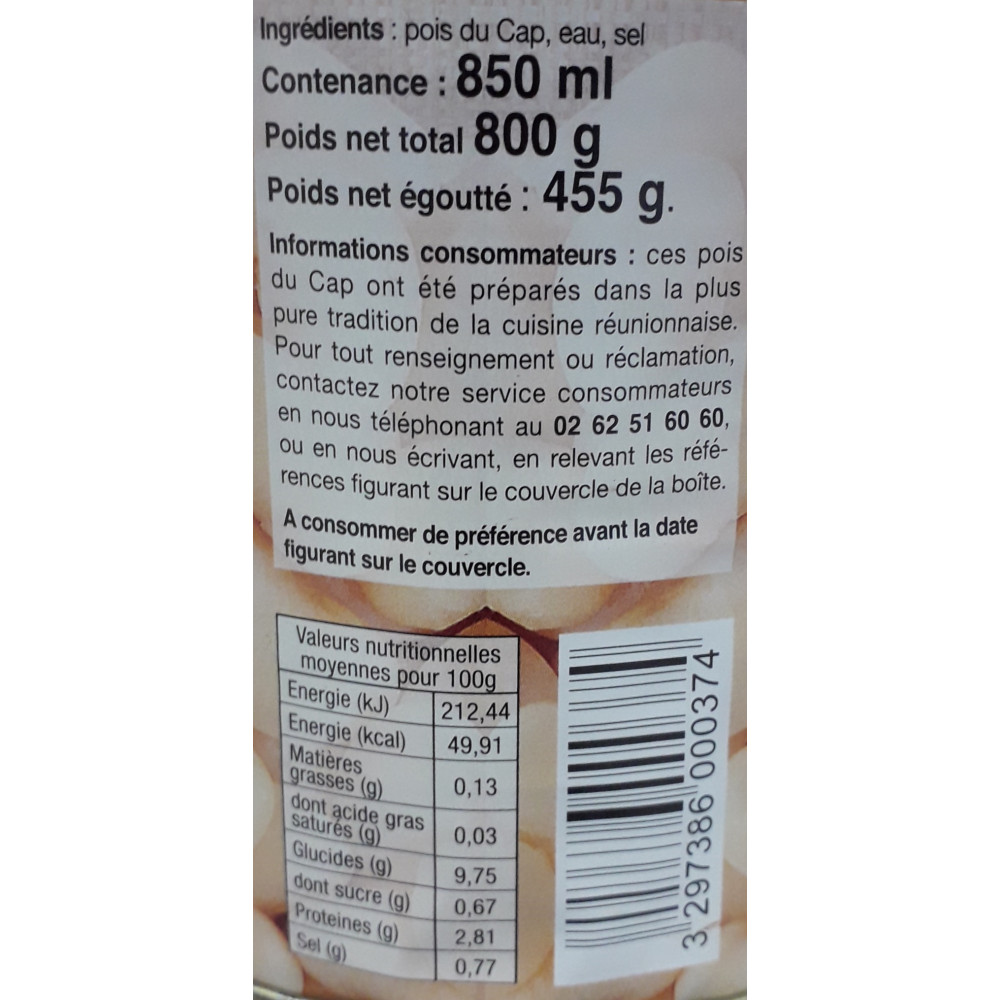 Ingrédients : pois du Cap, eau, sel
Contenance : 850 ml
Poids net total 800 g
Poids net égoutté : 455 g.
Informations consommateurs : ces pois
du Cap ont été préparés dans la plus
pure tradition de la cuisine réunionnaise.
Pour tout renseignement ou réclamation,
contactez notre service consommateurs
en nous téléphonant au 02 62 51 60 60,
ou en nous écrivant, en relevant les réfé-
rences figurant sur le couvercle de la boîte.
A consommer de préférence avant la date
figurant sur le couvercle.
Valeurs nutritionnelles
moyennes pour 100g
Energie (kJ) 212,44
Energie (kcal) 49,91
Matières
grasses (g) 0,13
dont acide gras
saturés (g) 0,03
Glucides (g) 9,75
dont sucre (g) 0,67
Proteines (g) 2,81
Sel (g) 0,77
3 297386 000374